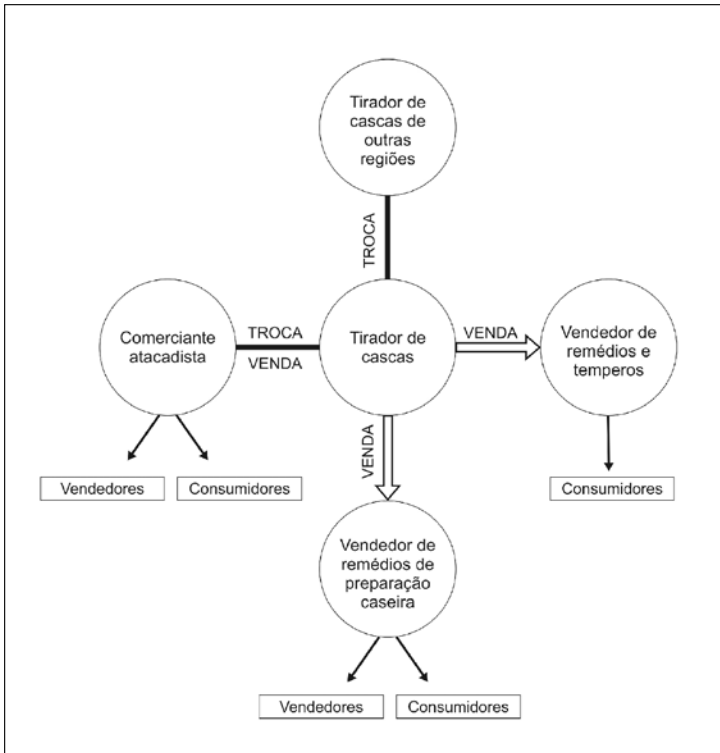 Tirador de
cascas de
outras
regiões
TROCA
Comerciante
atacadista
TROCA
VENDA
Tirador de
cascas
VENDA
Vendedor de
remédios e
temperos
VENDA
Vendedores
Consumidores
Consumidores
Vendedor de
remédios de
preparação
caseira
Vendedores
Consumidores